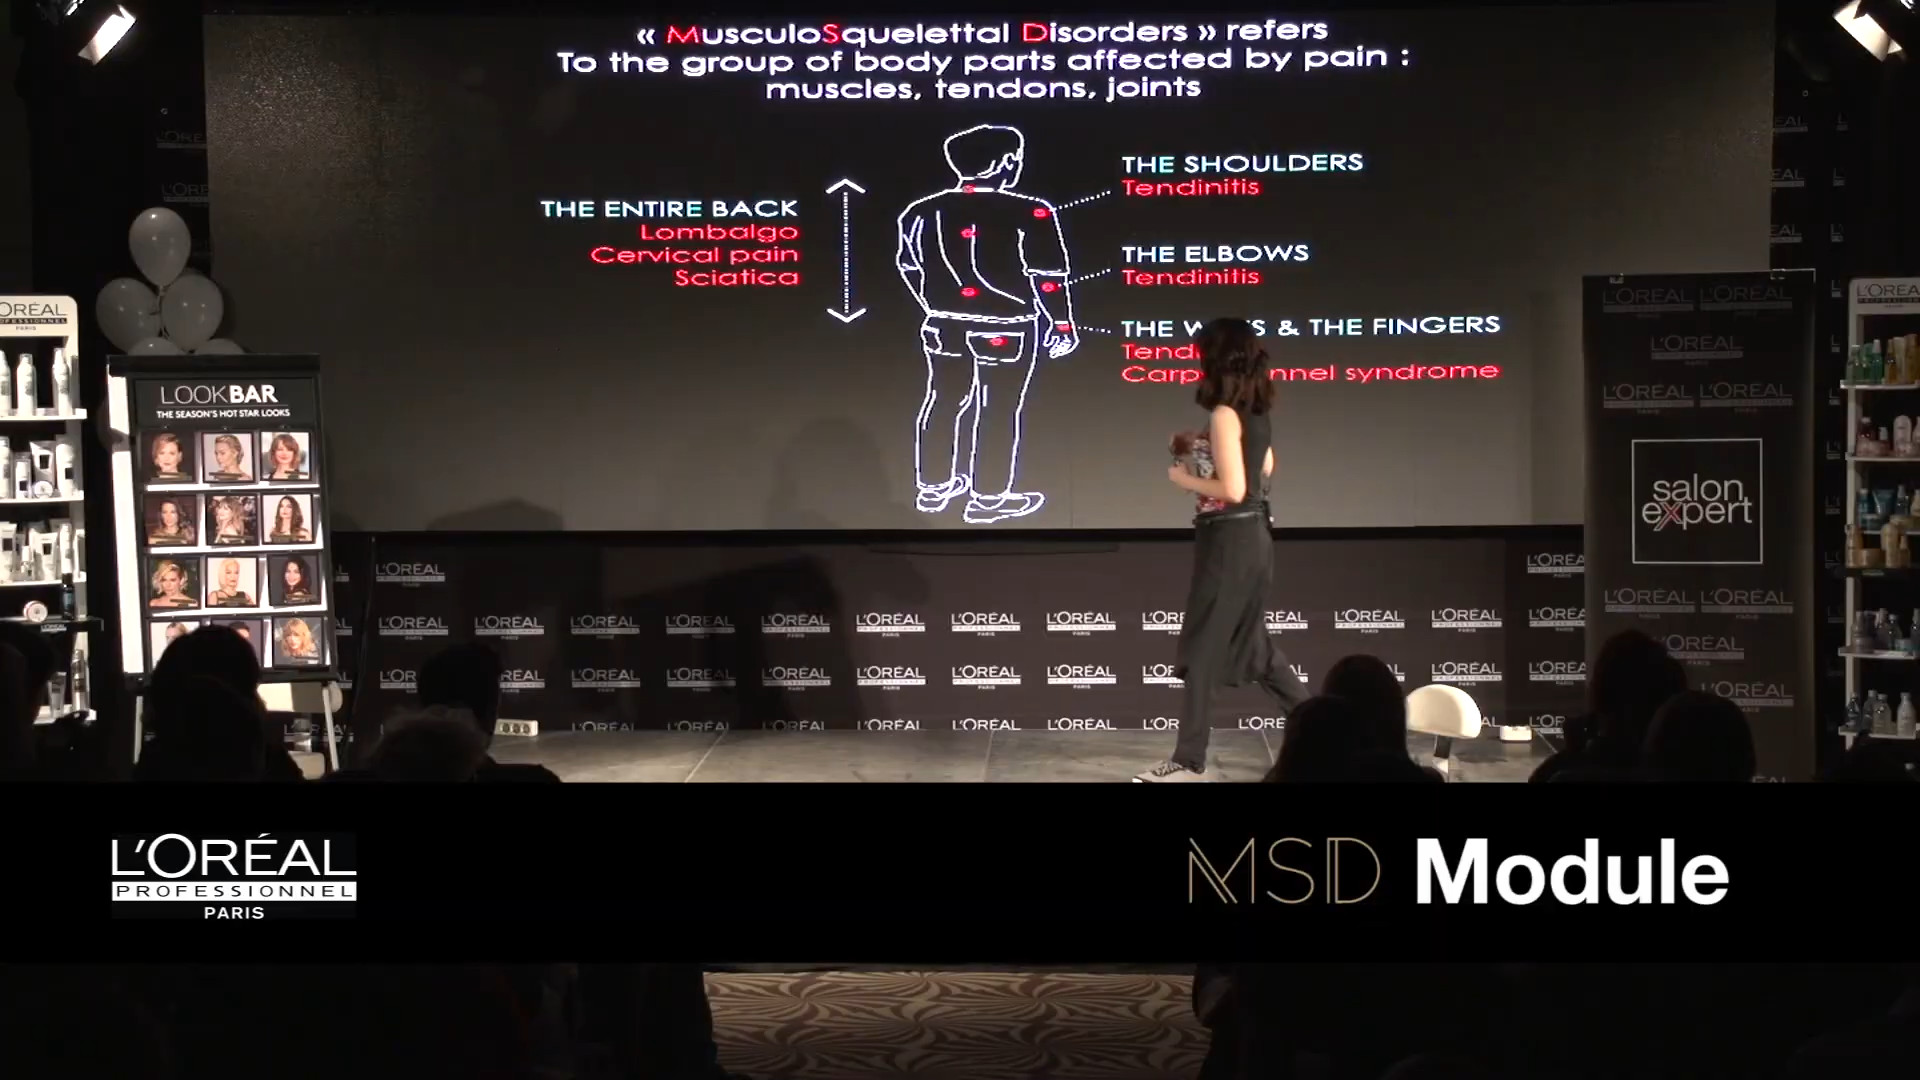 « MusculoSquelettal Disorders » refers
To the group of body parts affected by pain :
muscles, tendons, joints
THE ENTIRE BACK
Lombalgo
Cervical pain
Sciatica
THE SHOULDERS
Tendinitis
THE ELBOWS
Tendinitis
& THE FINGERS
syndrome
LOOKBAR
THE SEASON'S HOT STAR LOOKS
salon
expert
L'ORÉAL
PROFESSIONNEL
PARIS
MSD Module